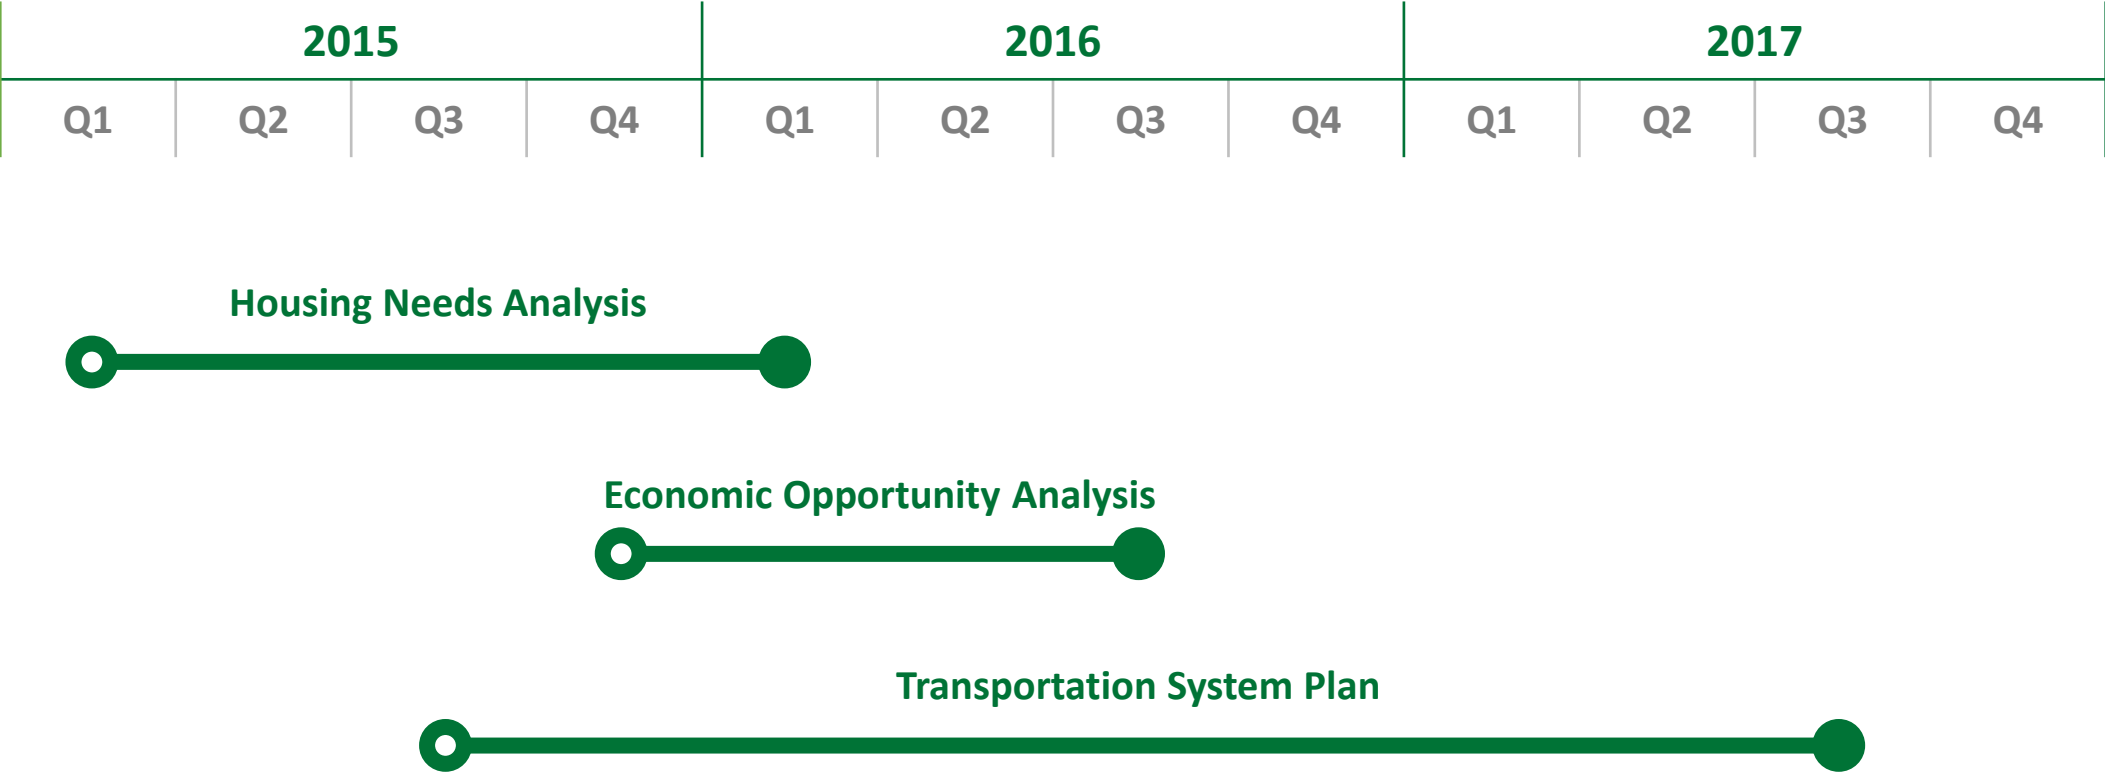 2015 2016 2017
Q1 Q2 Q3 Q4 Q1 Q2 Q3 Q4 Q1 Q2 Q3 Q4
Housing Needs Analysis
Economic Opportunity Analysis
Transportation System Plan